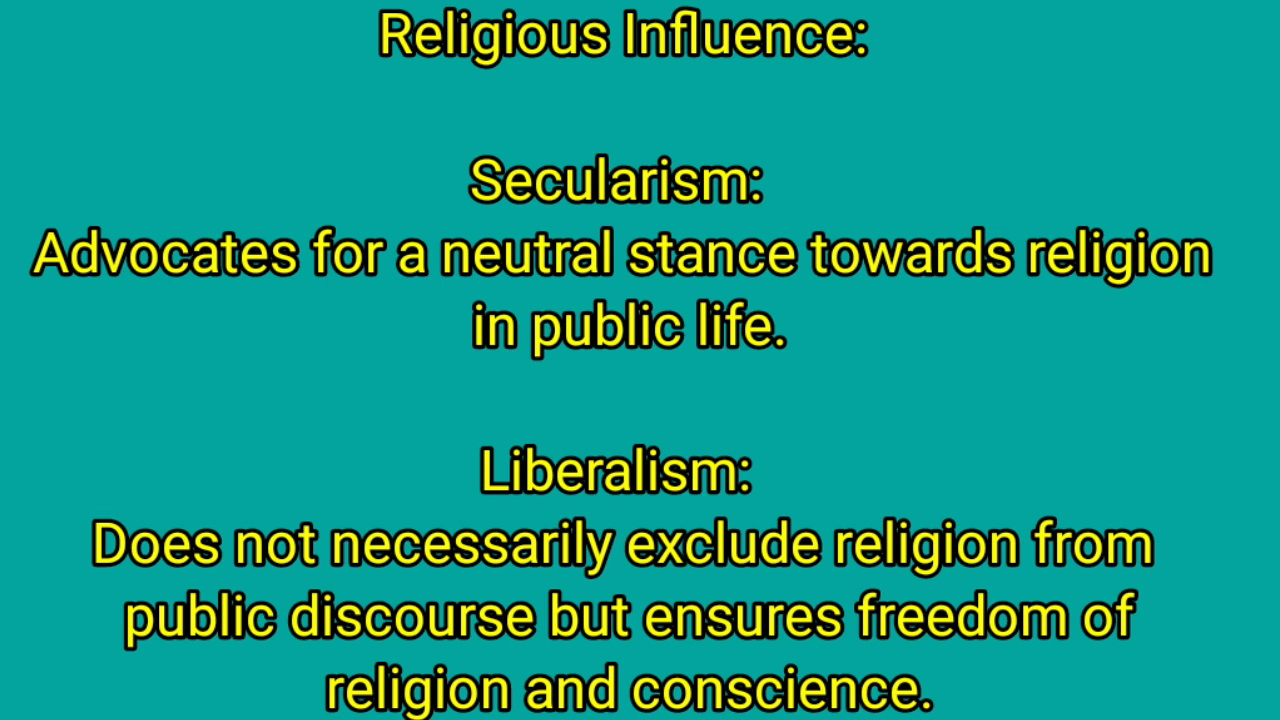 Religious Influence:
Secularism:
Advocates for a neutral stance towards religion
in public life.
Liberalism:
Does not necessarily exclude religion from
public discourse but ensures freedom of
religion and conscience.